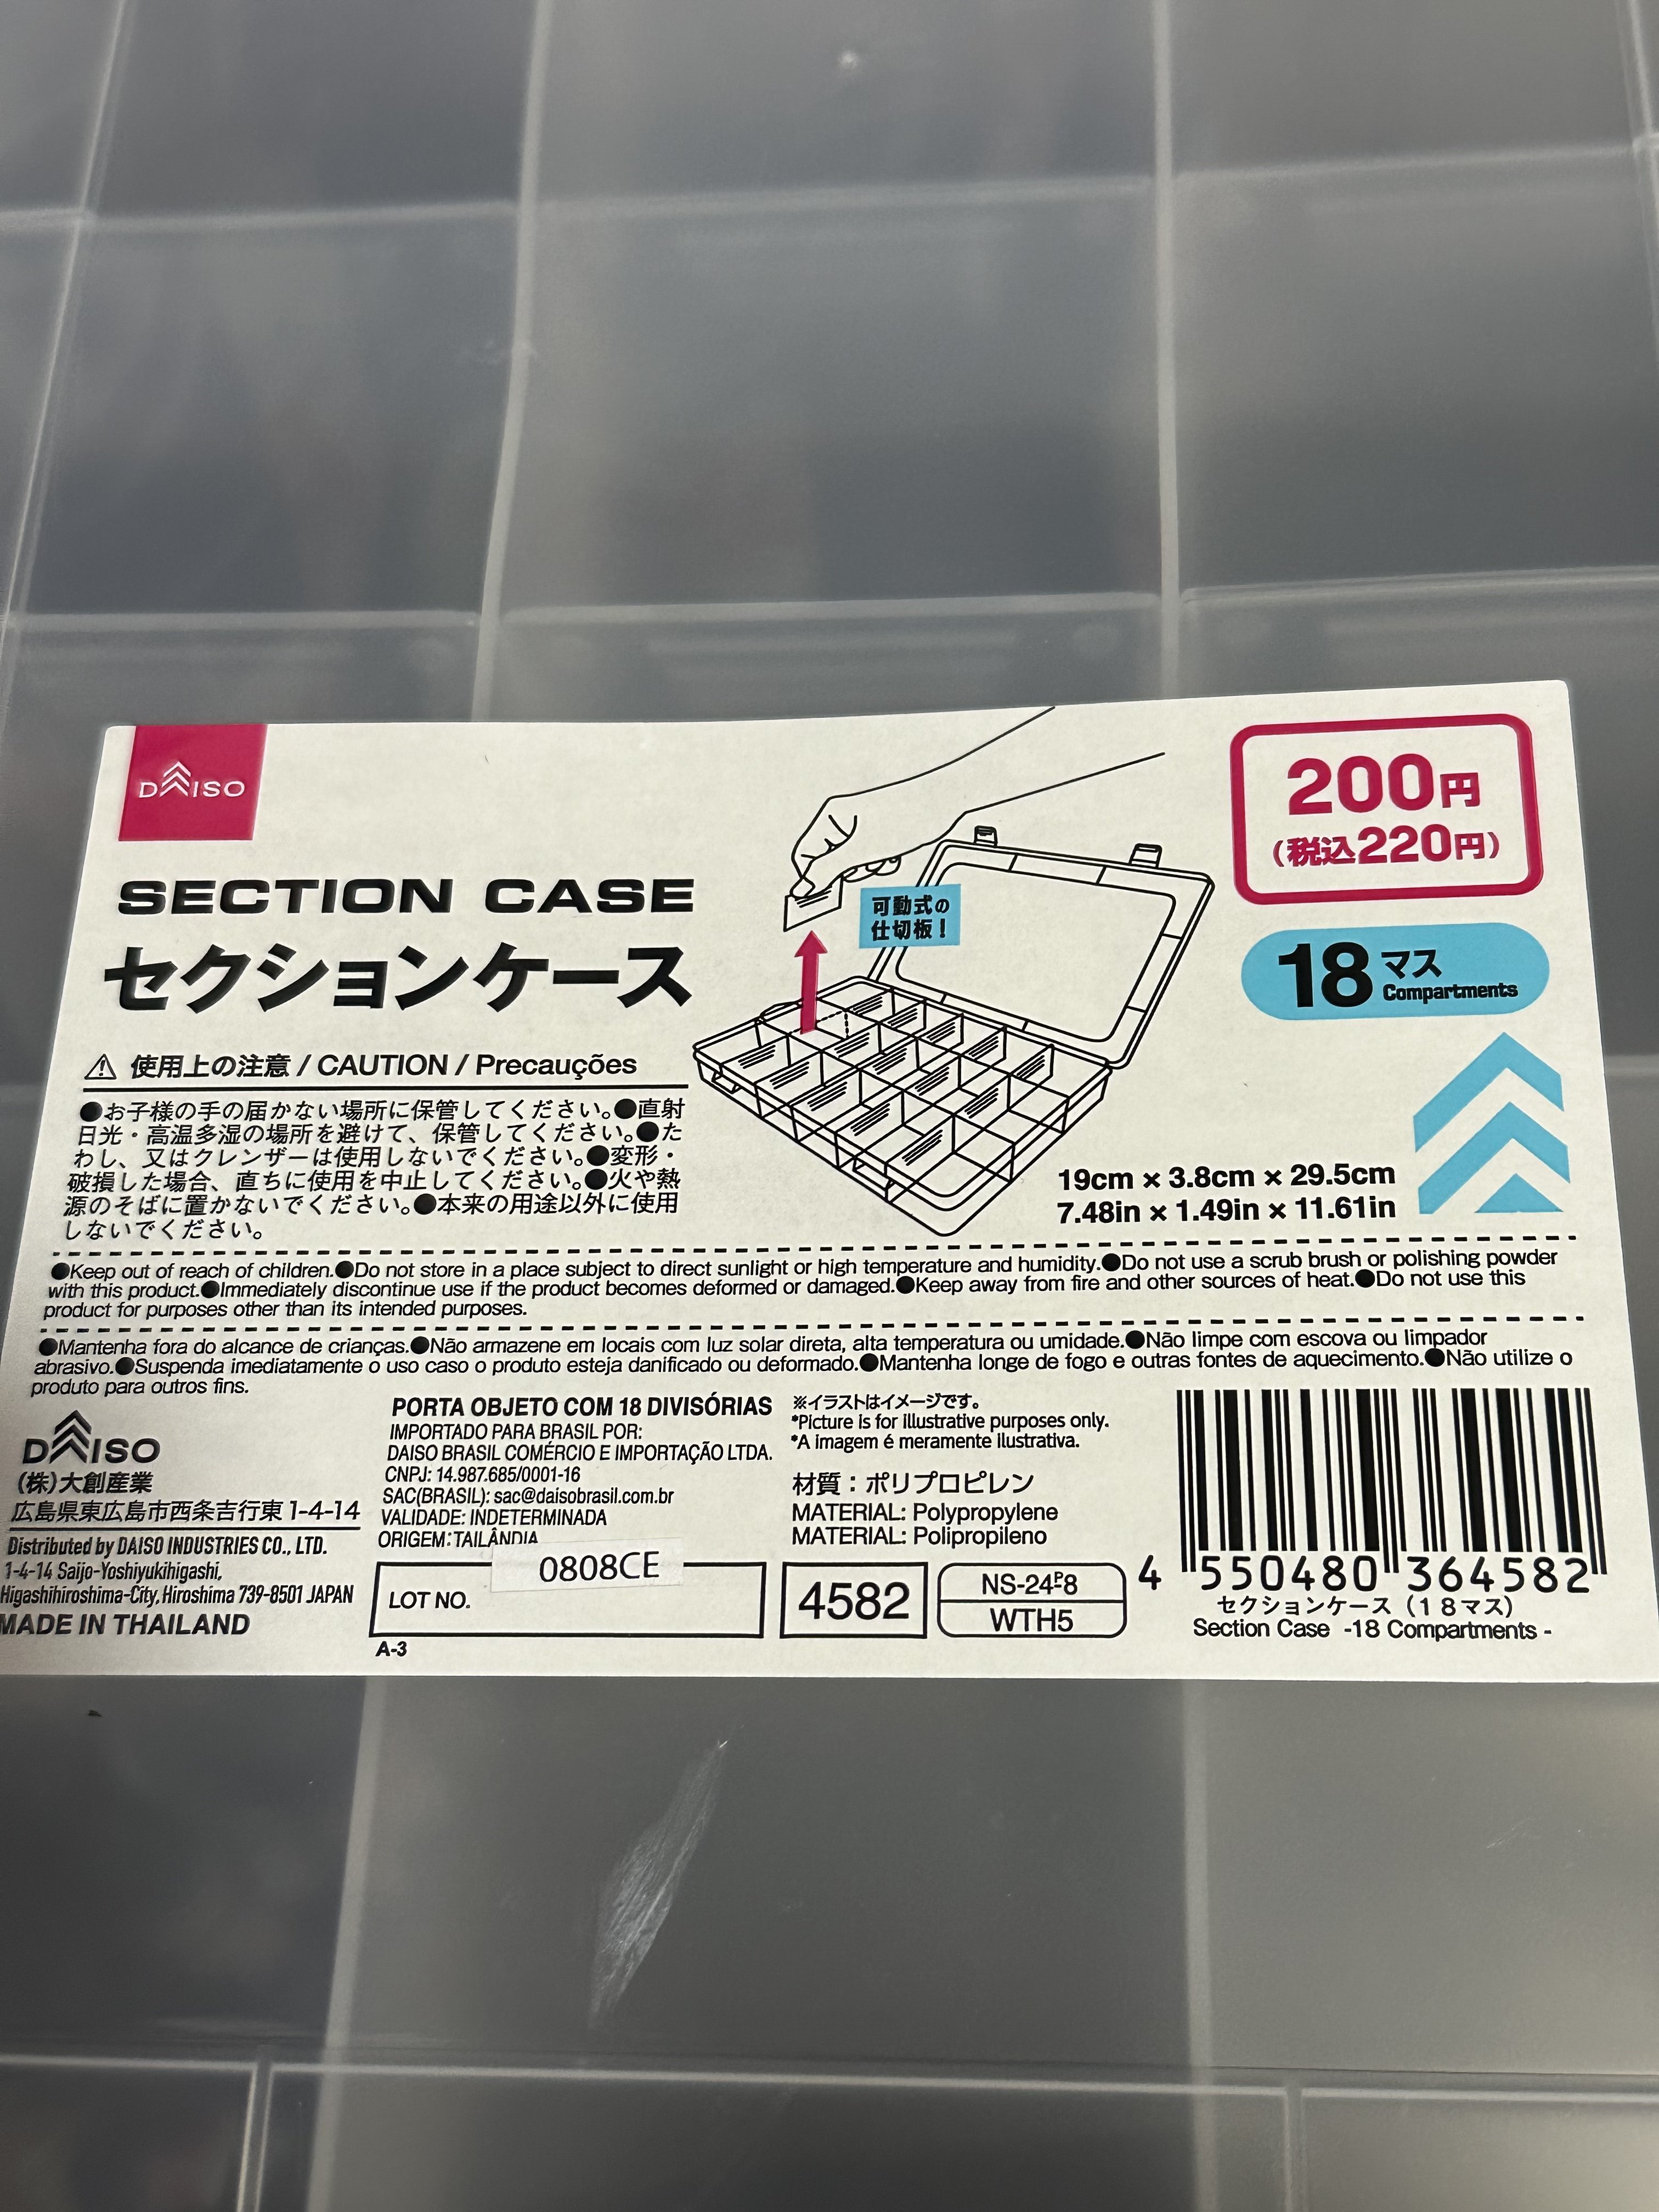 DAISO
200円
(税込220円)
SECTION CASE
セクションケース
可動式の
仕切板！
18マス
Compartments
⚠ 使用上の注意 / CAUTION / Precauções
●お子様の手の届かない場所に保管してください。●直射
日光・高温多湿の場所を避けて、保管してください。●た
わし、又はクレンザーは使用しないでください。●変形・
破損した場合、直ちに使用を中止してください。●火や熱
源のそばに置かないでください。●本来の用途以外に使用
しないでください。
19cm × 3.8cm × 29.5cm
7.48in × 1.49in × 11.61in
●Keep out of reach of children.●Do not store in a place subject to direct sunlight or high temperature and humidity.●Do not use a scrub brush or polishing powder
with this product.●Immediately discontinue use if the product becomes deformed or damaged.●Keep away from fire and other sources of heat.●Do not use this
product for purposes other than its intended purposes.
●Mantenha fora do alcance de crianças.●Não armazene em locais com luz solar direta, alta temperatura ou umidade.●Não limpe com escova ou limpador
abrasivo.●Suspenda imediatamente o uso caso o produto esteja danificado ou deformado.●Mantenha longe de fogo e outras fontes de aquecimento.●Não utilize o
produto para outros fins.
DAISO
(株)大創産業
広島県東広島市西条吉行東 1-4-14
Distributed by DAISO INDUSTRIES CO., LTD.
1-4-14 Saijo-Yoshiyukihigashi,
Higashihiroshima-City, Hiroshima 739-8501 JAPAN
MADE IN THAILAND
PORTA OBJETO COM 18 DIVISÓRIAS
IMPORTADO PARA BRASIL POR:
DAISO BRASIL COMÉRCIO E IMPORTAÇÃO LTDA.
CNPJ: 14.987.685/0001-16
SAC(BRASIL): sac@daisobrasil.com.br
VALIDADE: INDETERMINADA
ORIGEM: TAILÂNDIA
LOT NO.
0808CE
A-3
※イラストはイメージです。
*Picture is for illustrative purposes only.
*A imagem é meramente ilustrativa.
材質：ポリプロピレン
MATERIAL: Polypropylene
MATERIAL: Polipropileno
4582
NS-24P8
WTH5
4 550480 364582
セクションケース（１８マス）
Section Case -18 Compartments -